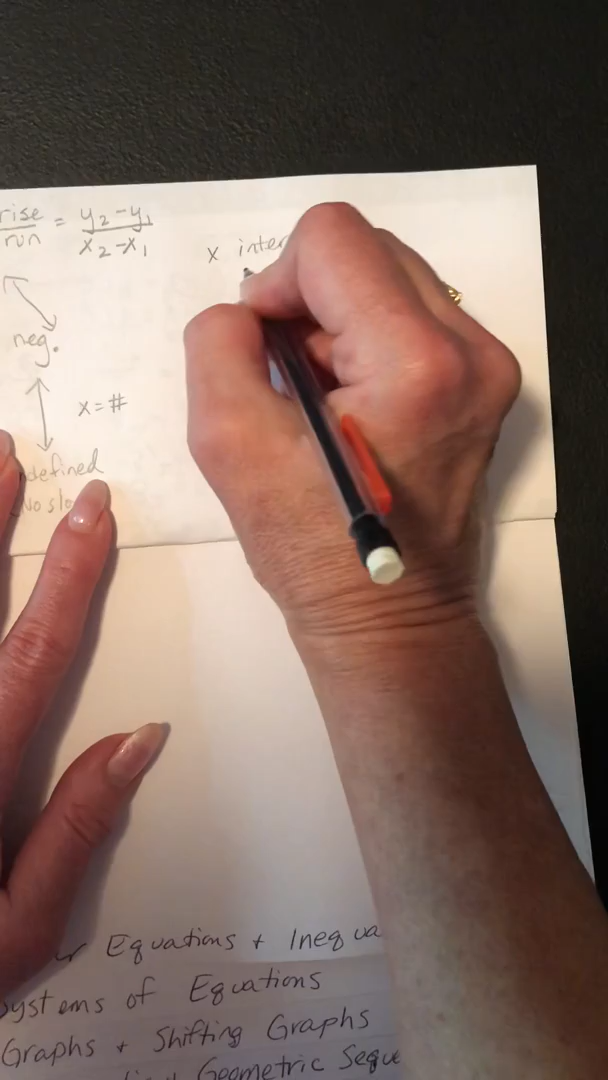 rise = y₂-y₁
run x₂-x₁
x inter
neg.
x=#
defined
No slo
Equations + Inequa
ystems of Equations
Graphs + Shifting Graphs
Geometric Seque